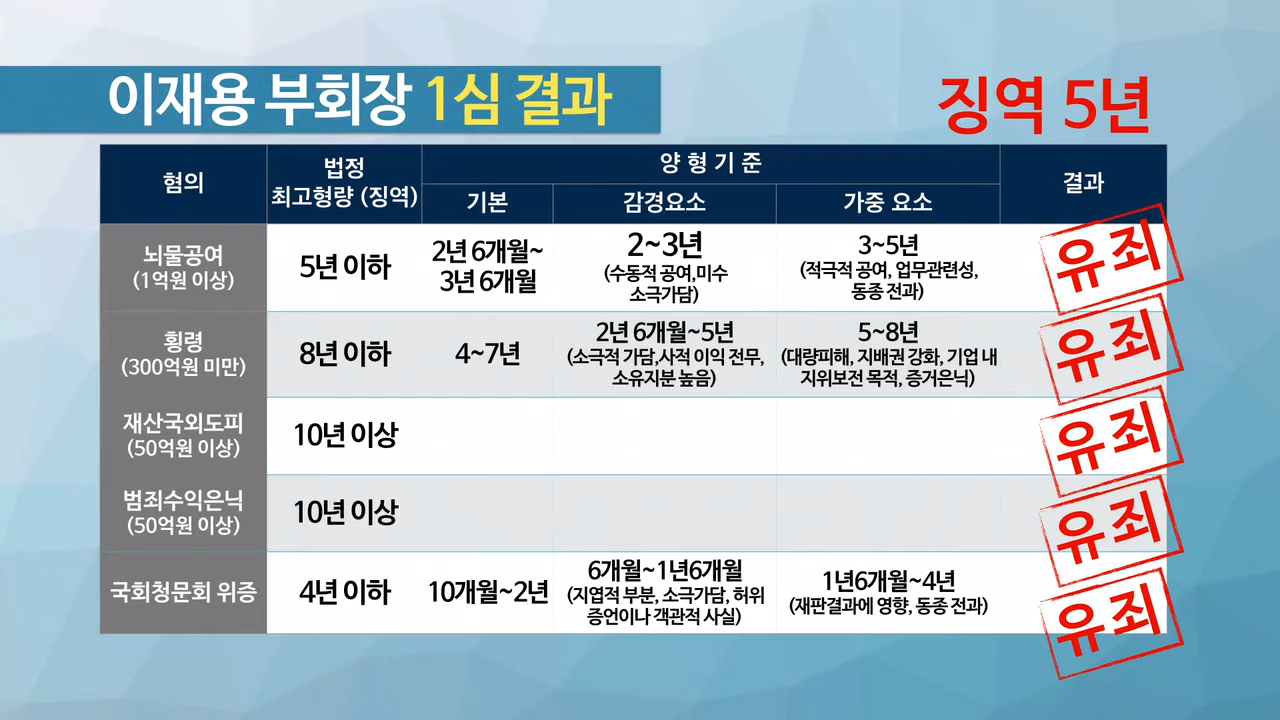 이재용 부회장 1심 결과
징역 5년
혐의
법정
최고형량 (징역)
양형기준
기본
감경요소
가중 요소
결과
뇌물공여
(1억원 이상)
5년 이하
2년 6개월~
3년 6개월
2~3년
(수동적 공여,미수
소극가담)
3~5년
(적극적 공여, 업무관련성,
동종 전과)
유죄
횡령
(300억원 미만)
8년 이하
4~7년
2년 6개월~5년
(소극적 가담,사적 이익 전무,
소유지분 높음)
5~8년
(대량피해, 지배권 강화, 기업 내
지위보전 목적, 증거은닉)
유죄
재산국외도피
(50억원 이상)
10년 이상
유죄
범죄수익은닉
(50억원 이상)
10년 이상
유죄
국회청문회 위증
4년 이하
10개월~2년
6개월~1년6개월
(지엽적 부분, 소극가담, 허위
증언이나 객관적 사실)
1년6개월~4년
(재판결과에 영향, 동종 전과)
유죄